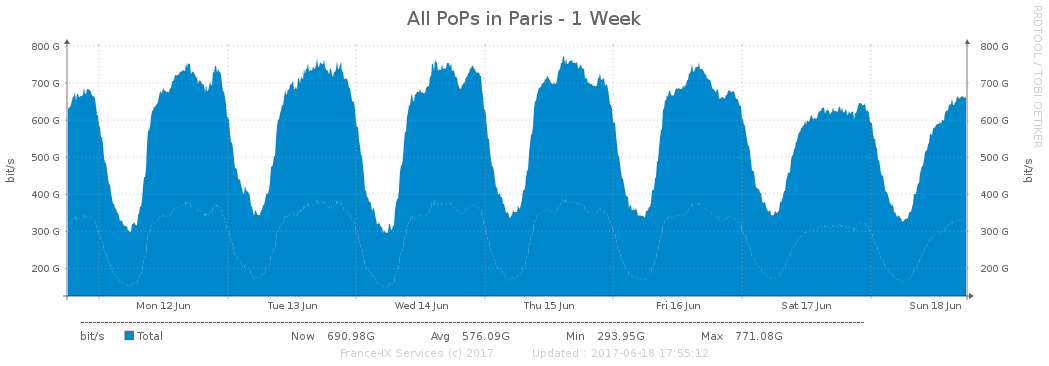 All PoPs in Paris - 1 Week
RRDTOOL / TOBI OETIKER
800 G 800 G
700 G 700 G
600 G 600 G
500 G 500 G
400 G 400 G
300 G 300 G
200 G 200 G
bit/s bit/s
Mon 12 Jun Tue 13 Jun Wed 14 Jun Thu 15 Jun Fri 16 Jun Sat 17 Jun Sun 18 Jun
bit/s Total Now 690.98G Avg 576.09G Min 293.95G Max 771.08G
France-IX Services (c) 2017 Updated : 2017-06-18 17:55:12